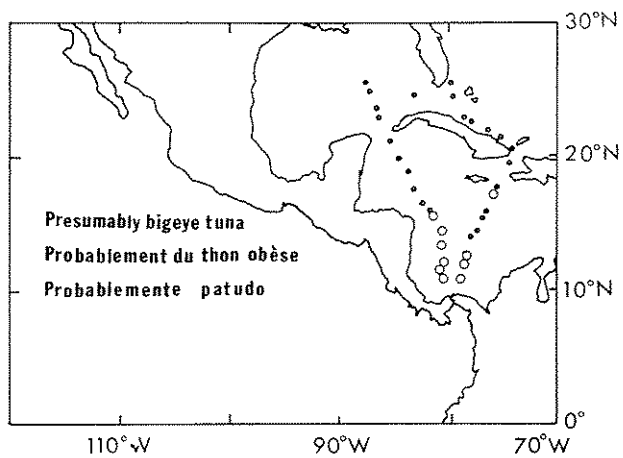 30°N
20°N
Presumably bigeye tuna
Probablement du thon obèse
Probablemente patudo
10°N
0°
110°W
90°W
70°W